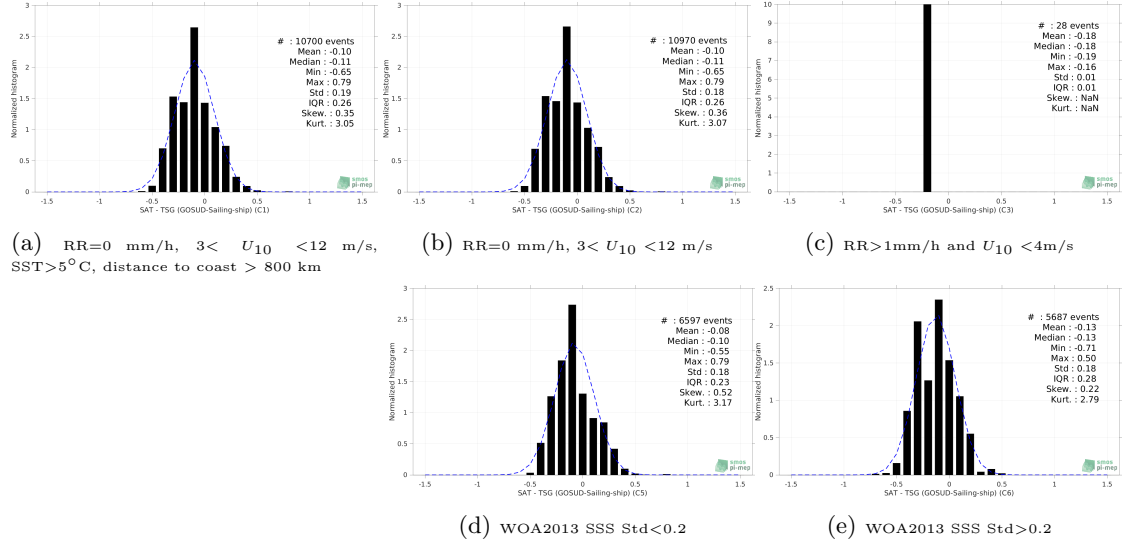 3
2.5
2
1.5
1
0.5
0
-1.5
-1
-0.5
0
0.5
1
1.5
Normalized histogram
SAT - TSG (GOSUD-Sailing-ship) (C1)
# : 10700 events
Mean : -0.10
Median : -0.11
Min : -0.65
Max : 0.79
Std : 0.19
IQR : 0.26
Skew. : 0.35
Kurt. : 3.05
smos
pi-mep
(a) RR=0 mm/h, 3< U10 <12 m/s,
SST>5°C, distance to coast > 800 km
3
2.5
2
1.5
1
0.5
0
-1.5
-1
-0.5
0
0.5
1
1.5
Normalized histogram
SAT - TSG (GOSUD-Sailing-ship) (C2)
# : 10970 events
Mean : -0.10
Median : -0.11
Min : -0.65
Max : 0.79
Std : 0.18
IQR : 0.26
Skew. : 0.36
Kurt. : 3.07
smos
pi-mep
(b) RR=0 mm/h, 3< U10 <12 m/s
10
9
8
7
6
5
4
3
2
1
0
-1.5
-1
-0.5
0
0.5
1
1.5
Normalized histogram
SAT - TSG (GOSUD-Sailing-ship) (C3)
# : 28 events
Mean : -0.18
Median : -0.18
Min : -0.19
Max : -0.16
Std : 0.01
IQR : 0.01
Skew. : NaN
Kurt. : NaN
smos
pi-mep
(c) RR>1mm/h and U10 <4m/s
3
2.5
2
1.5
1
0.5
0
-1.5
-1
-0.5
0
0.5
1
1.5
Normalized histogram
SAT - TSG (GOSUD-Sailing-ship) (C5)
# : 6597 events
Mean : -0.08
Median : -0.10
Min : -0.55
Max : 0.79
Std : 0.18
IQR : 0.23
Skew. : 0.52
Kurt. : 3.17
smos
pi-mep
(d) WOA2013 SSS Std<0.2
2.5
2
1.5
1
0.5
0
-1.5
-1
-0.5
0
0.5
1
1.5
Normalized histogram
SAT - TSG (GOSUD-Sailing-ship) (C6)
# : 5687 events
Mean : -0.13
Median : -0.13
Min : -0.71
Max : 0.50
Std : 0.18
IQR : 0.28
Skew. : 0.22
Kurt. : 2.79
smos
pi-mep
(e) WOA2013 SSS Std>0.2